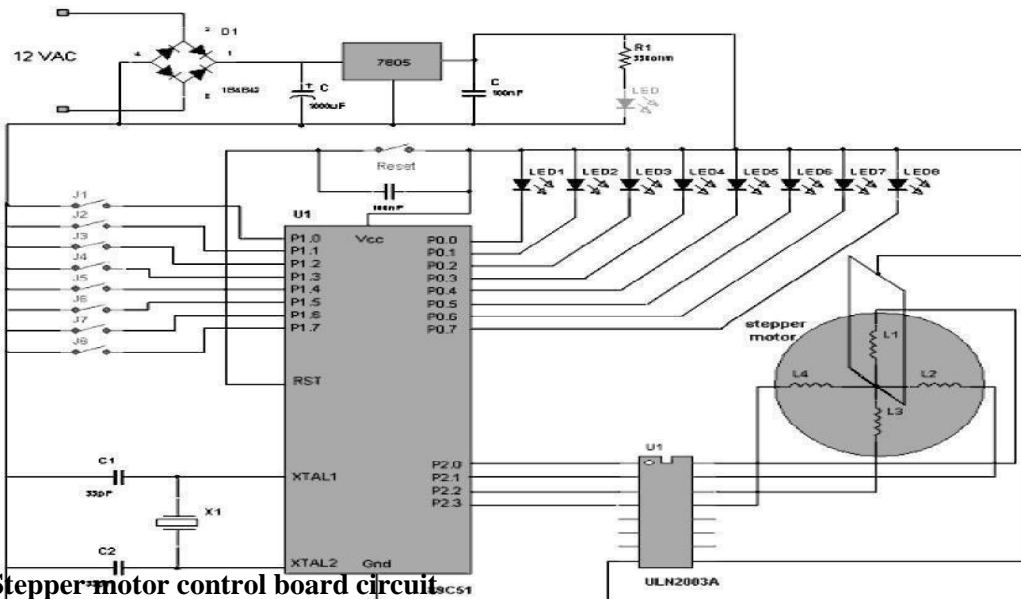 2 D1
12 VAC
4 1
7805
C
1000uF
C
100nF
R1
330ohm
LED
1B4B42
Reset
100nF
LED1 LED2 LED3 LED4 LED5 LED6 LED7 LED8
J1
J2
J3
J4
J5
J6
J7
J8
U1
P1.0 Vcc P0.0
P1.1 P0.1
P1.2 P0.2
P1.3 P0.3
P1.4 P0.4
P1.5 P0.5
P1.6 P0.6
P1.7 P0.7
RST
stepper
motor
L1
L4 L2
L3
U1
P2.0
P2.1
P2.2
P2.3
C1
33pF
XTAL1
X1
C2
XTAL2 Gnd
ULN2003A
Stepper motor control board circuit